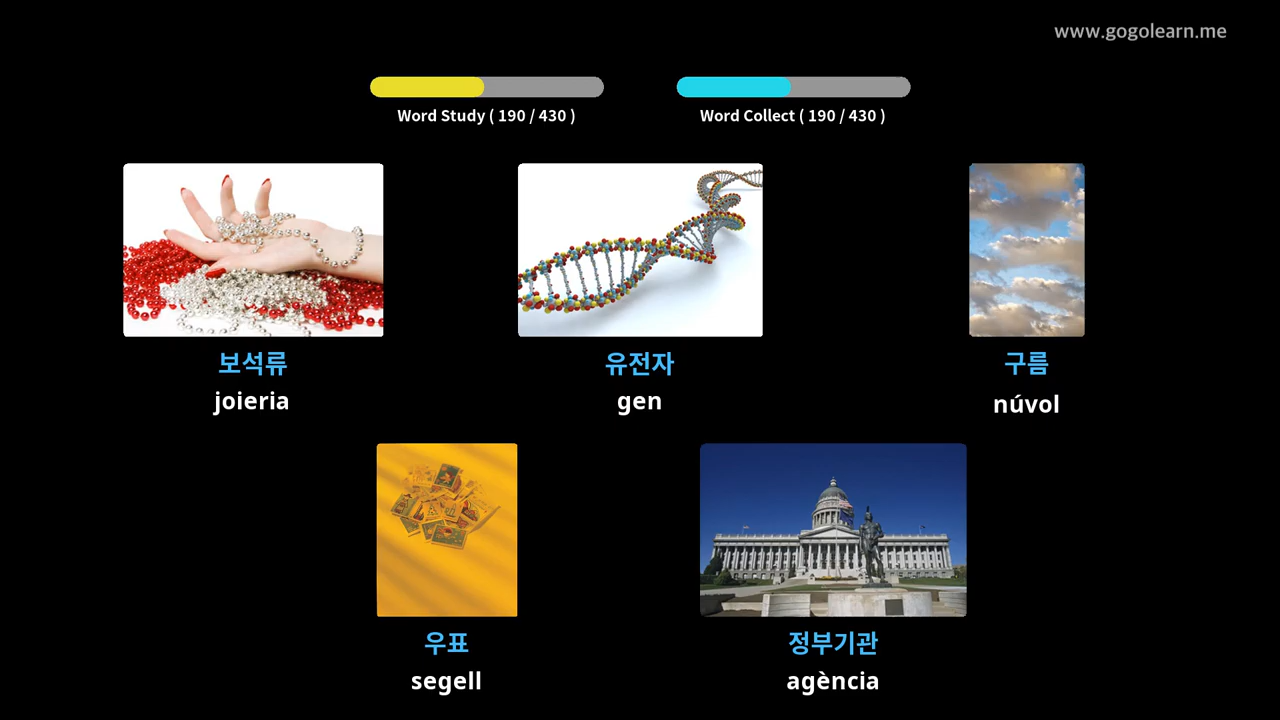 www.gogolearn.me
Word Study ( 190 / 430 )
Word Collect ( 190 / 430 )
보석류
joieria
유전자
gen
구름
núvol
우표
segell
정부기관
agència